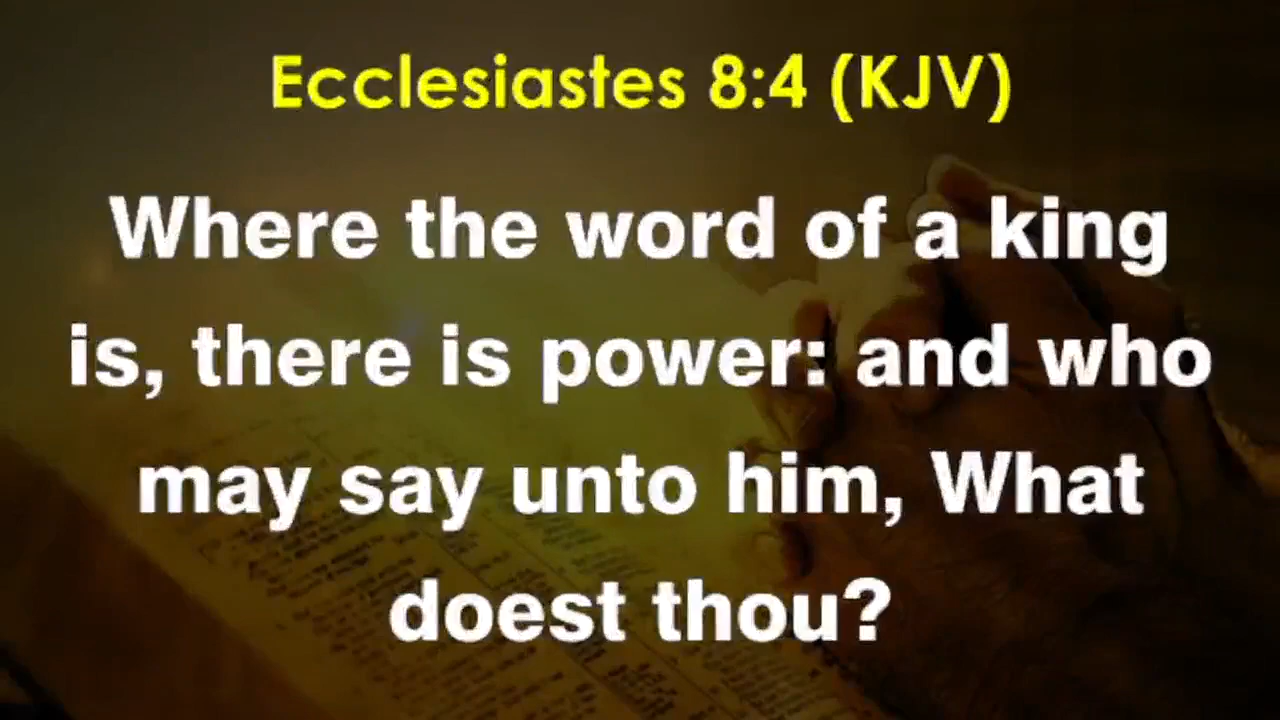 Ecclesiastes 8:4 (KJV)
Where the word of a king
is, there is power: and who
may say unto him, What
doest thou?